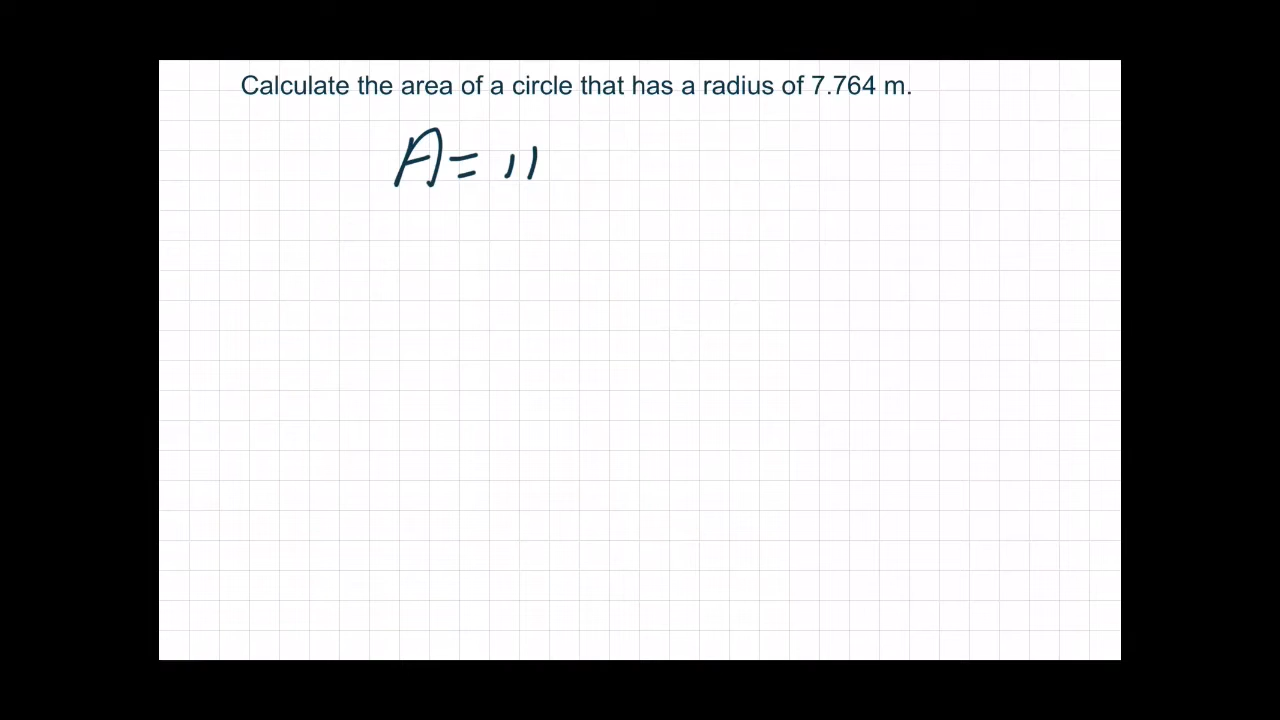 Calculate the area of a circle that has a radius of 7.764 m.
A= ı ı